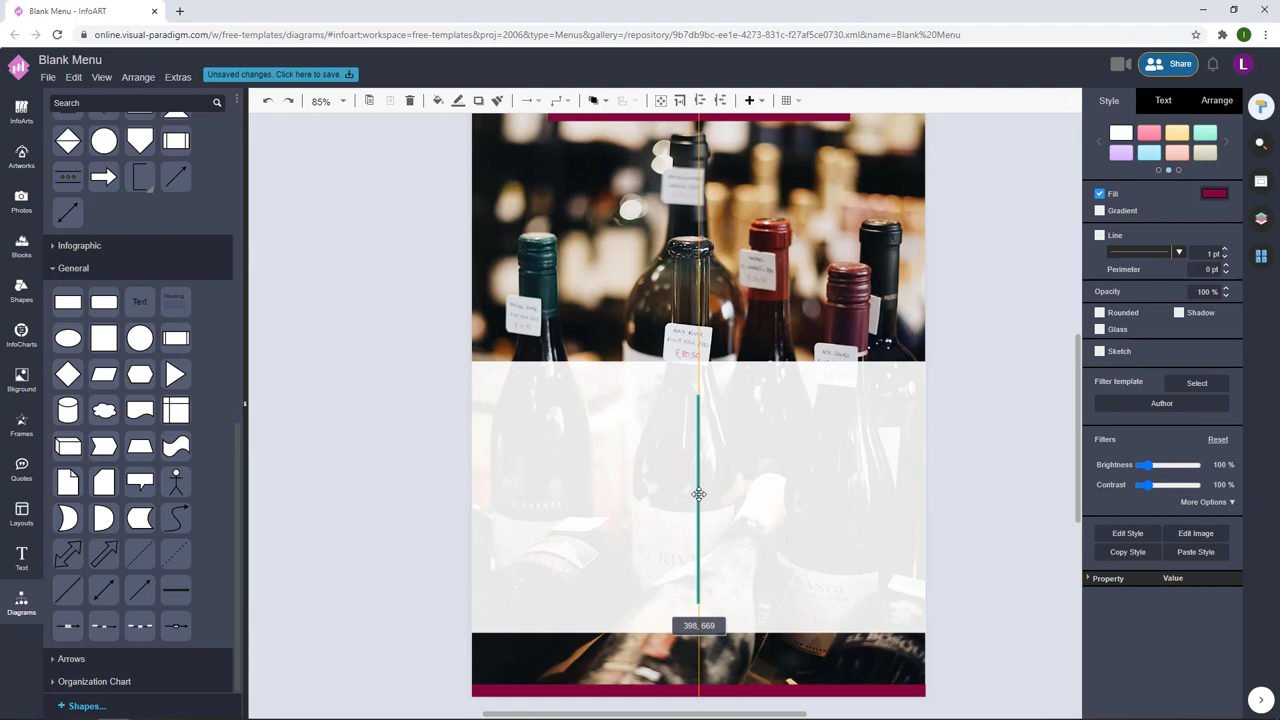 Blank Menu - InfoART
online.visual-paradigm.com/w/free-templates/diagrams/#infoart:workspace=free-templates&proj=2006&type=Menus&gallery=/repository/9b7db9bc-ee1e-4273-831c-f27af5ce0730.xml&name=Blank%20Menu
Blank Menu
File Edit View Arrange Extras Unsaved changes. Click here to save.
Share
L
InfoArts
Artworks
Photos
Blocks
Shapes
InfoCharts
Bkground
Frames
Quotes
Layouts
Text
Diagrams
Search
Infographic
General
Text
Heading
Arrows
Organization Chart
+ Shapes...
85%
398, 669
Style Text Arrange
Fill
Gradient
Line
1 pt
Perimeter 0 pt
Opacity 100 %
Rounded Shadow
Glass
Sketch
Filter template Select
Author
Filters Reset
Brightness 100 %
Contrast 100 %
More Options ▼
Edit Style Edit Image
Copy Style Paste Style
Property Value